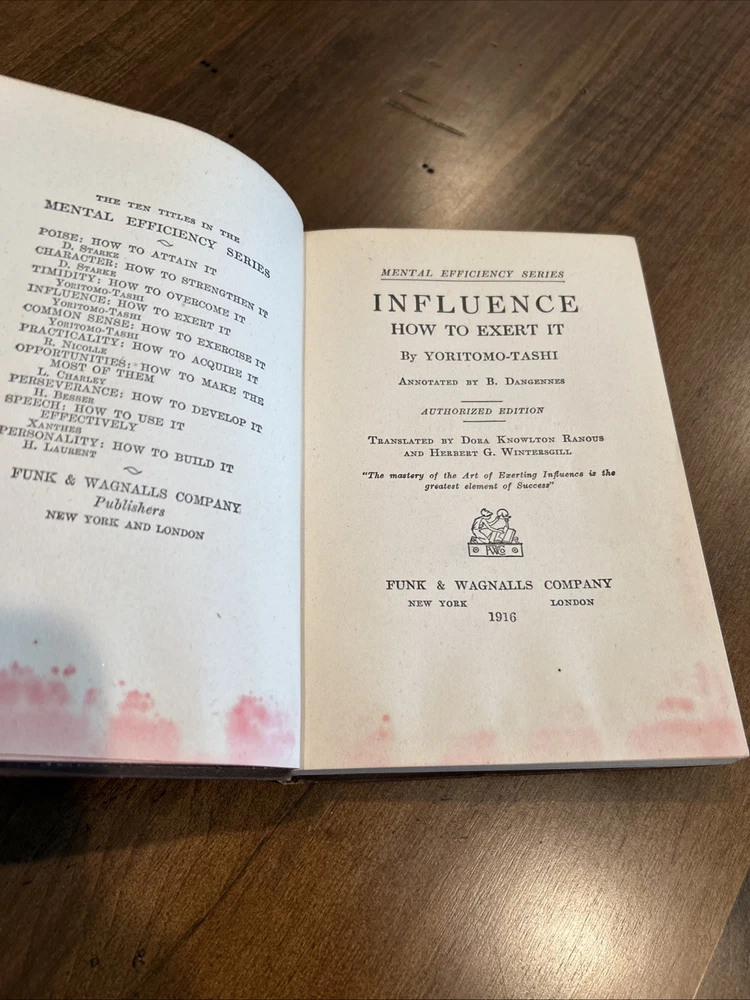 THE TEN TITLES IN THE
MENTAL EFFICIENCY SERIES
POISE: HOW TO ATTAIN IT
D. STARKE
CHARACTER: HOW TO STRENGTHEN IT
D. STARKE
TIMIDITY: HOW TO OVERCOME IT
YORITOMO-TASHI
INFLUENCE: HOW TO EXERT IT
YORITOMO-TASHI
COMMON SENSE: HOW TO EXERCISE IT
YORITOMO-TASHI
PRACTICALITY: HOW TO ACQUIRE IT
R. NICOLLE
OPPORTUNITIES: HOW TO MAKE THE
MOST OF THEM
L. CHARLEY
PERSEVERANCE: HOW TO DEVELOP IT
H. BESSER
SPEECH: HOW TO USE IT
EFFECTIVELY
XANTHES
PERSONALITY: HOW TO BUILD IT
H. LAURENT
FUNK & WAGNALLS COMPANY
Publishers
NEW YORK AND LONDON
MENTAL EFFICIENCY SERIES
INFLUENCE
HOW TO EXERT IT
By YORITOMO-TASHI
ANNOTATED BY B. DANGENNES
AUTHORIZED EDITION
TRANSLATED BY DORA KNOWLTON RANOUS
AND HERBERT G. WINTERSGILL
"The mastery of the Art of Exerting Influence is the
greatest element of Success"
FWCo
FUNK & WAGNALLS COMPANY
NEW YORK LONDON
1916